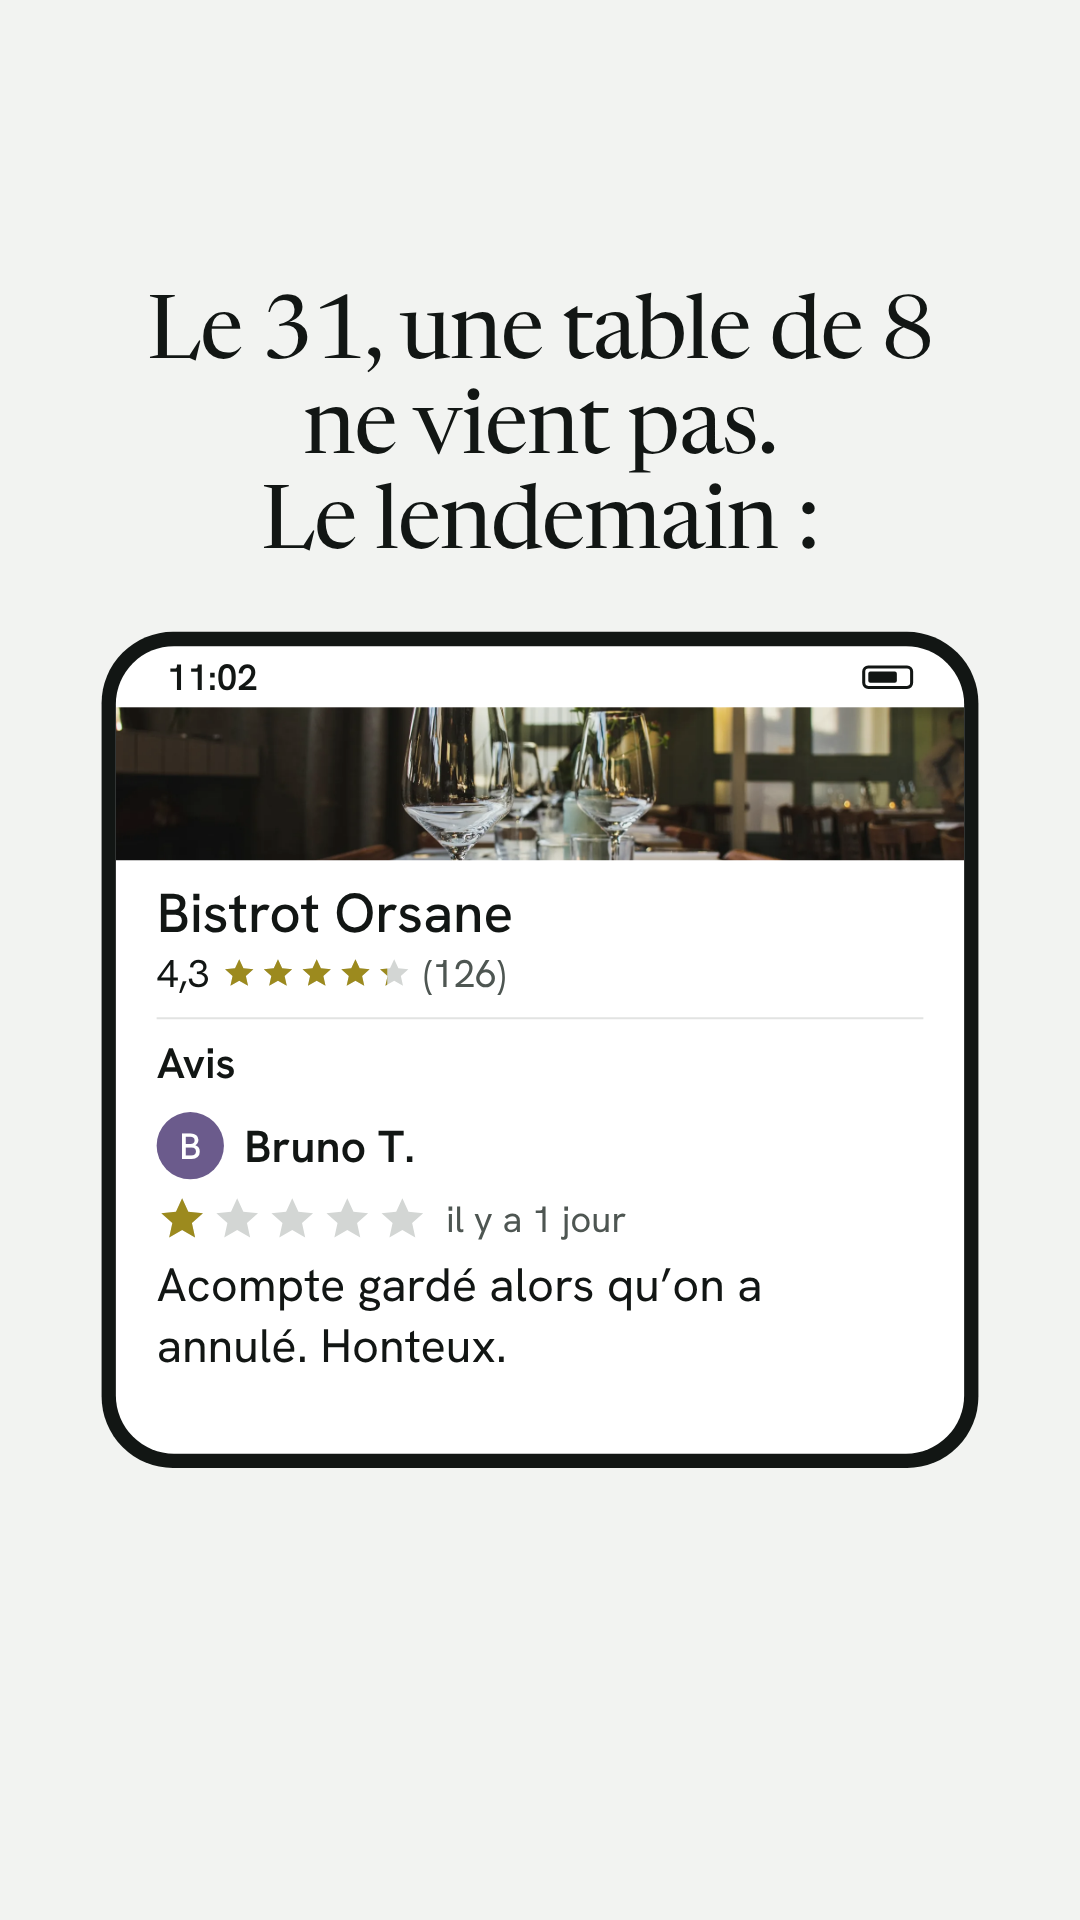 Le 31, une table de 8
ne vient pas.
Le lendemain :
11:02
Bistrot Orsane
4,3 (126)
Avis
B Bruno T.
il y a 1 jour
Acompte gardé alors qu’on a
annulé. Honteux.